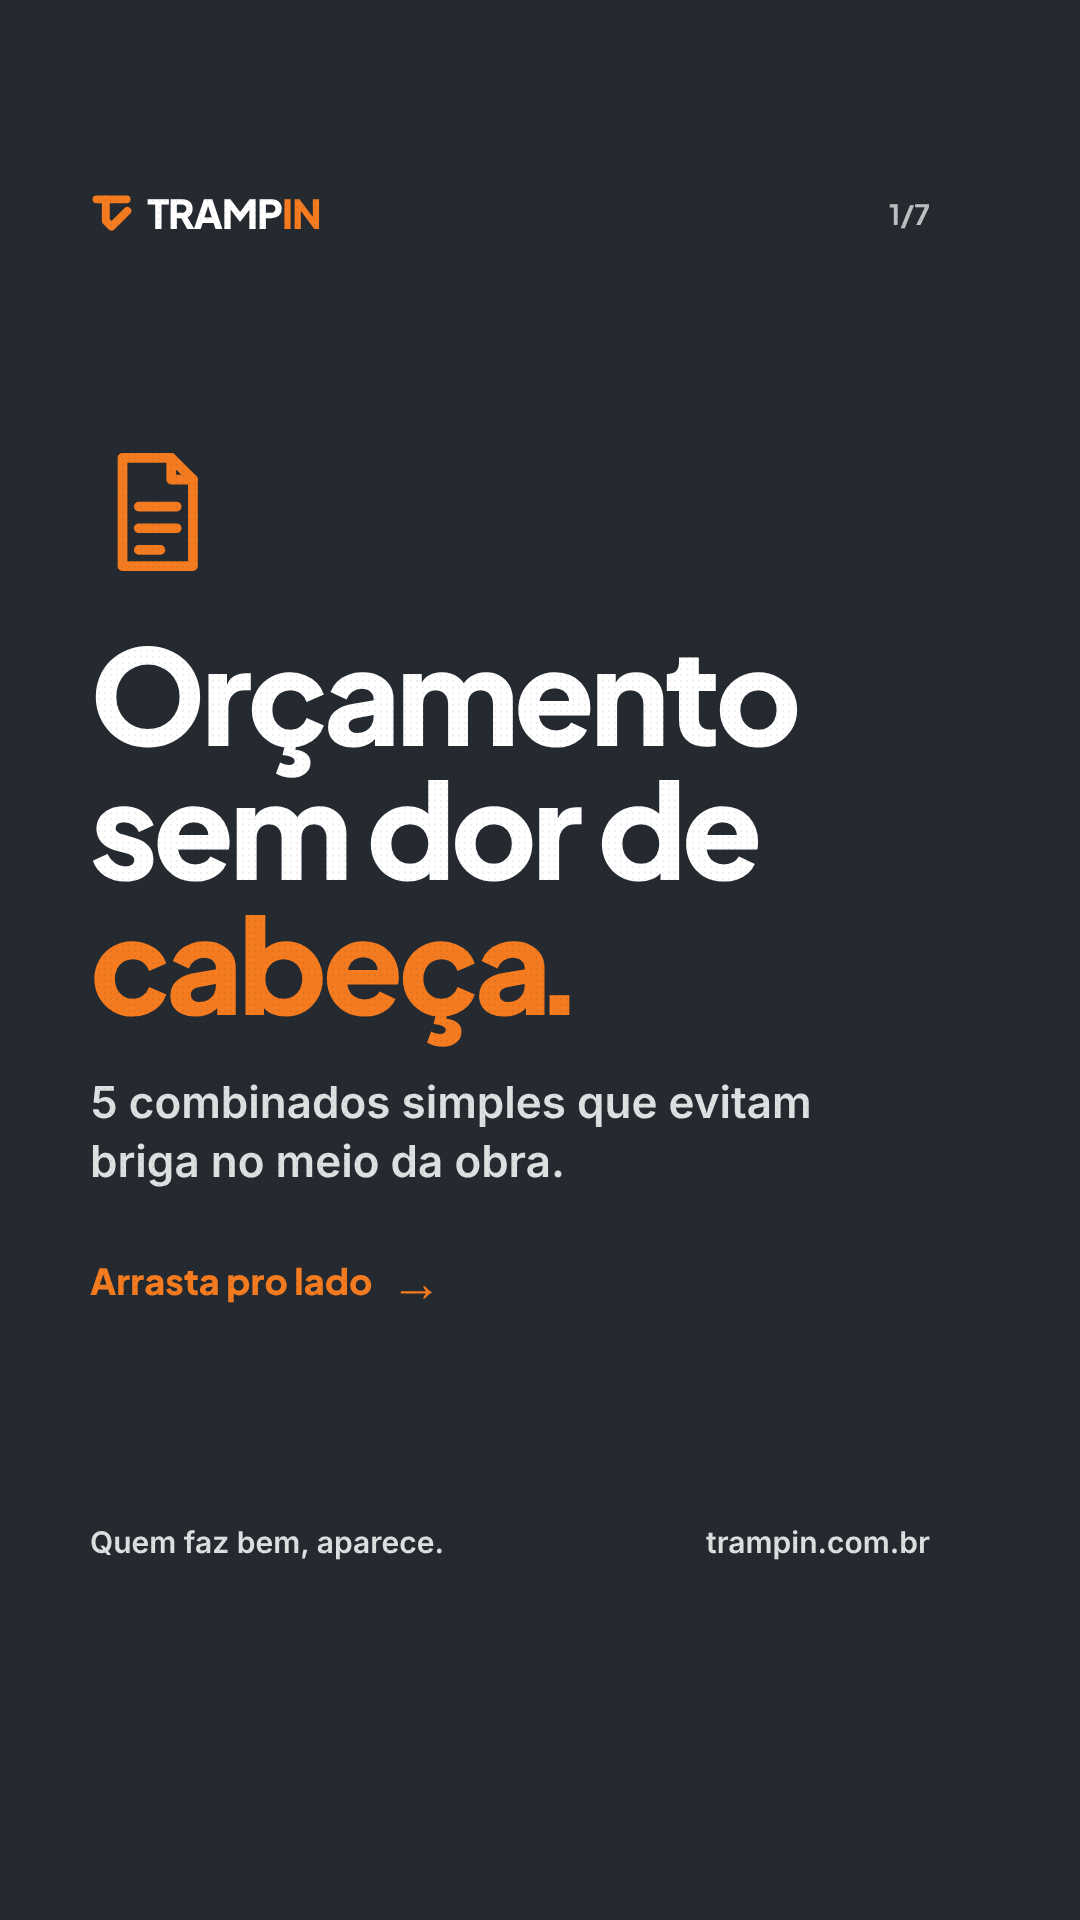 TRAMPIN
1/7
Orçamento
sem dor de
cabeça.
5 combinados simples que evitam
briga no meio da obra.
Arrasta pro lado →
Quem faz bem, aparece.
trampin.com.br